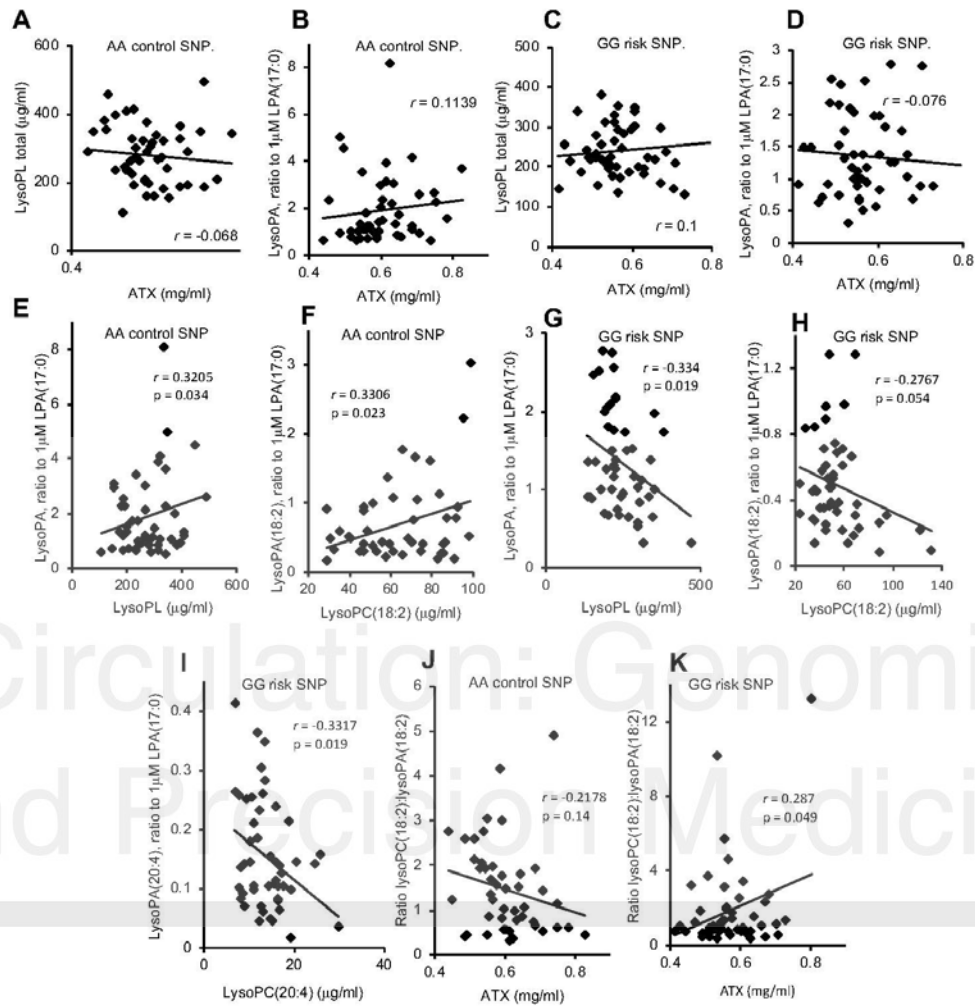 A
AA control SNP.
LysoPL total (µg/ml)
600
400
200
0
0.4
r = -0.068
ATX (mg/ml)
B
AA control SNP.
LysoPA, ratio to 1µM LPA(17:0)
10
8
6
4
2
0
0.4 0.6 0.8
r = 0.1139
ATX (mg/ml)
C
GG risk SNP.
LysoPL total (µg/ml)
500
400
300
200
100
0
0.4 0.6 0.8
r = 0.1
ATX (mg/ml)
D
GG risk SNP.
LysoPA, ratio to 1µM LPA(17:0)
3
2.5
2
1.5
1
0.5
0
0.4 0.6 0.8
r = -0.076
ATX (mg/ml)
E
AA control SNP
LysoPA, ratio to 1µM LPA(17:0)
8
6
4
2
0
0 200 400 600
r = 0.3205
p = 0.034
LysoPL (µg/ml)
F
AA control SNP
LysoPA(18:2), ratio to 1µM LPA(17:0)
3
2
1
0
20 40 60 80 100
r = 0.3306
p = 0.023
LysoPC(18:2) (µg/ml)
G
GG risk SNP
LysoPA, ratio to 1µM LPA(17:0)
3
2
1
0
0 500
r = -0.334
p = 0.019
LysoPL (µg/ml)
H
GG risk SNP
LysoPA(18:2), ratio to 1µM LPA(17:0)
1.2
0.8
0.4
0
20 60 100 140
r = -0.2767
p = 0.054
LysoPC(18:2) (µg/ml)
Circulation: Genomi
nd Precision Medicin
I
GG risk SNP
LysoPA(20:4), ratio to 1µM LPA(17:0)
0.4
0.3
0.2
0.1
0
0 20 40
r = -0.3317
p = 0.019
LysoPC(20:4) (µg/ml)
J
AA control SNP
Ratio lysoPC(18:2):lysoPA(18:2)
6
5
4
3
2
1
0
0.4 0.6 0.8
r = -0.2178
p = 0.14
ATX (mg/ml)
K
GG risk SNP
Ratio lysoPC(18:2):lysoPA(18:2)
12
8
4
0
0.4 0.6 0.8
r = 0.287
p = 0.049
ATX (mg/ml)